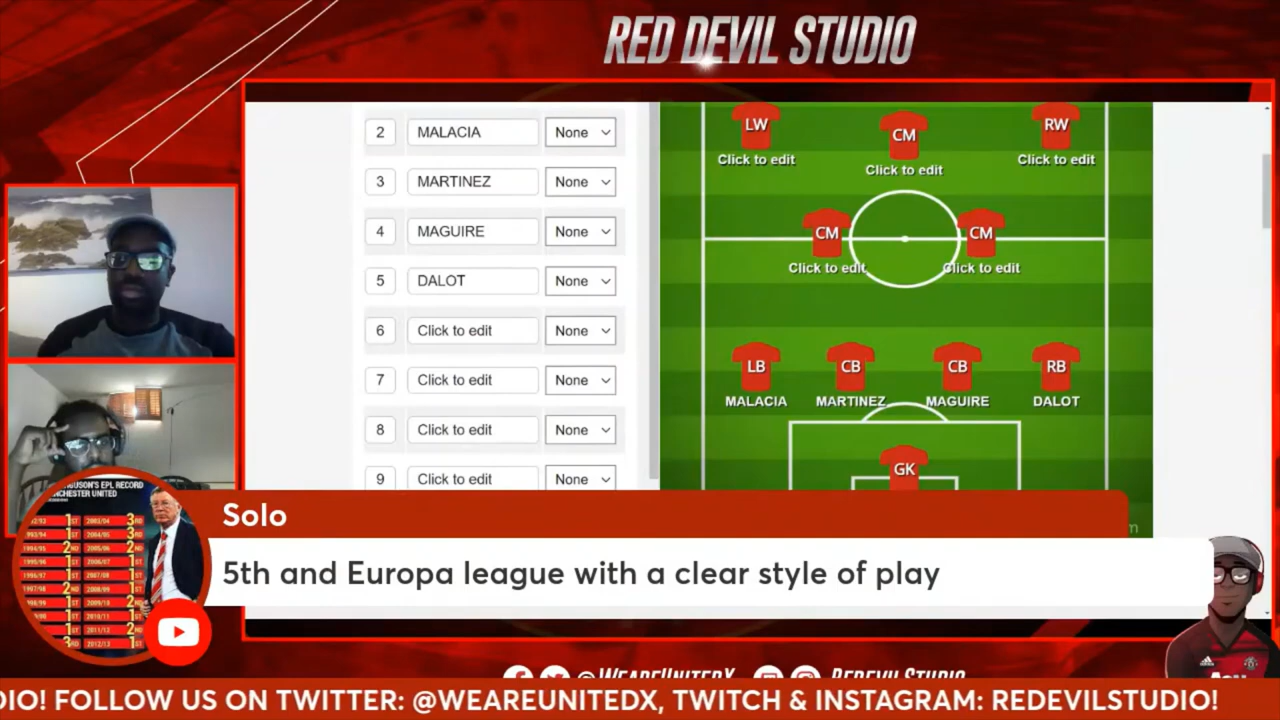 RED DEVIL STUDIO
2 MALACIA None
3 MARTINEZ None
4 MAGUIRE None
5 DALOT None
6 Click to edit None
7 Click to edit None
8 Click to edit None
9 Click to edit None
LW
Click to edit
CM
Click to edit
RW
Click to edit
CM
Click to edit
CM
Click to edit
LB
MALACIA
CB
MARTINEZ
CB
MAGUIRE
RB
DALOT
GK
Solo
5th and Europa league with a clear style of play
@WEAREUNITEDX
REDEVILSTUDIO
DIO! FOLLOW US ON TWITTER: @WEAREUNITEDX, TWITCH & INSTAGRAM: REDEVILSTUDIO!